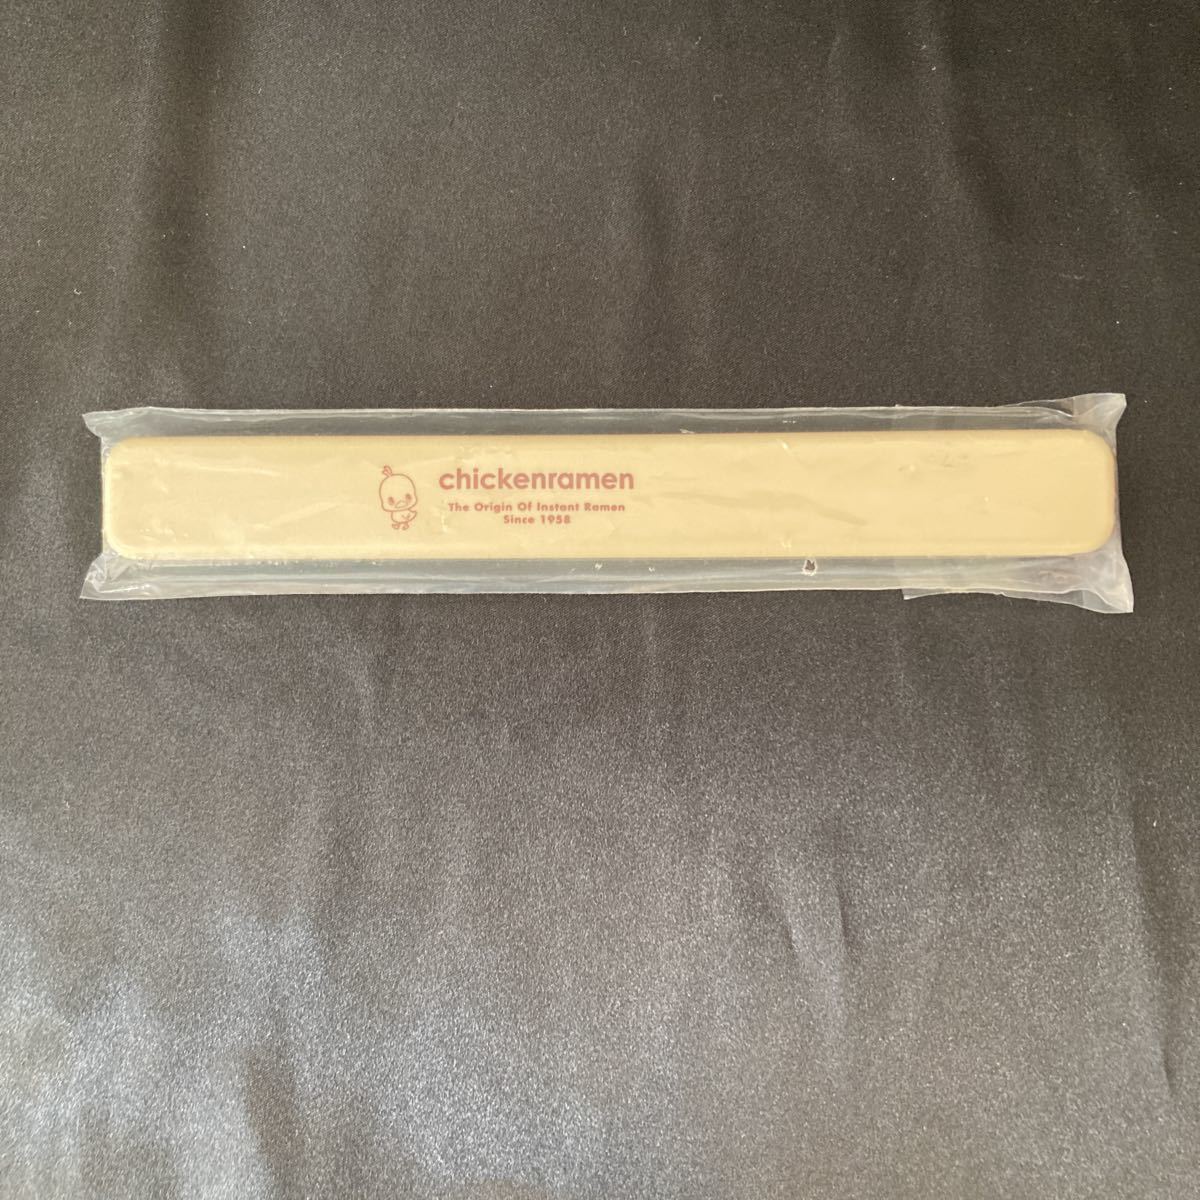 chickenramen
The Origin Of Instant Ramen
Since 1958